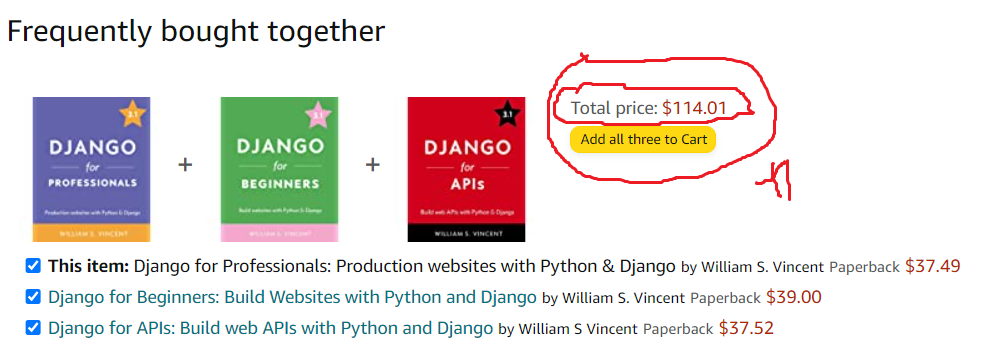 Frequently bought together
3.1
DJANGO
for
PROFESSIONALS
Production websites with Python & Django
WILLIAM S. VINCENT
+
3.1
DJANGO
for
BEGINNERS
Build websites with Python & Django
WILLIAM S. VINCENT
+
3.1
DJANGO
for
APIs
Build web APIs with Python & Django
WILLIAM S. VINCENT
Total price: $114.01
Add all three to Cart
This item: Django for Professionals: Production websites with Python & Django by William S. Vincent Paperback $37.49
Django for Beginners: Build Websites with Python and Django by William S. Vincent Paperback $39.00
Django for APIs: Build web APIs with Python and Django by William S Vincent Paperback $37.52